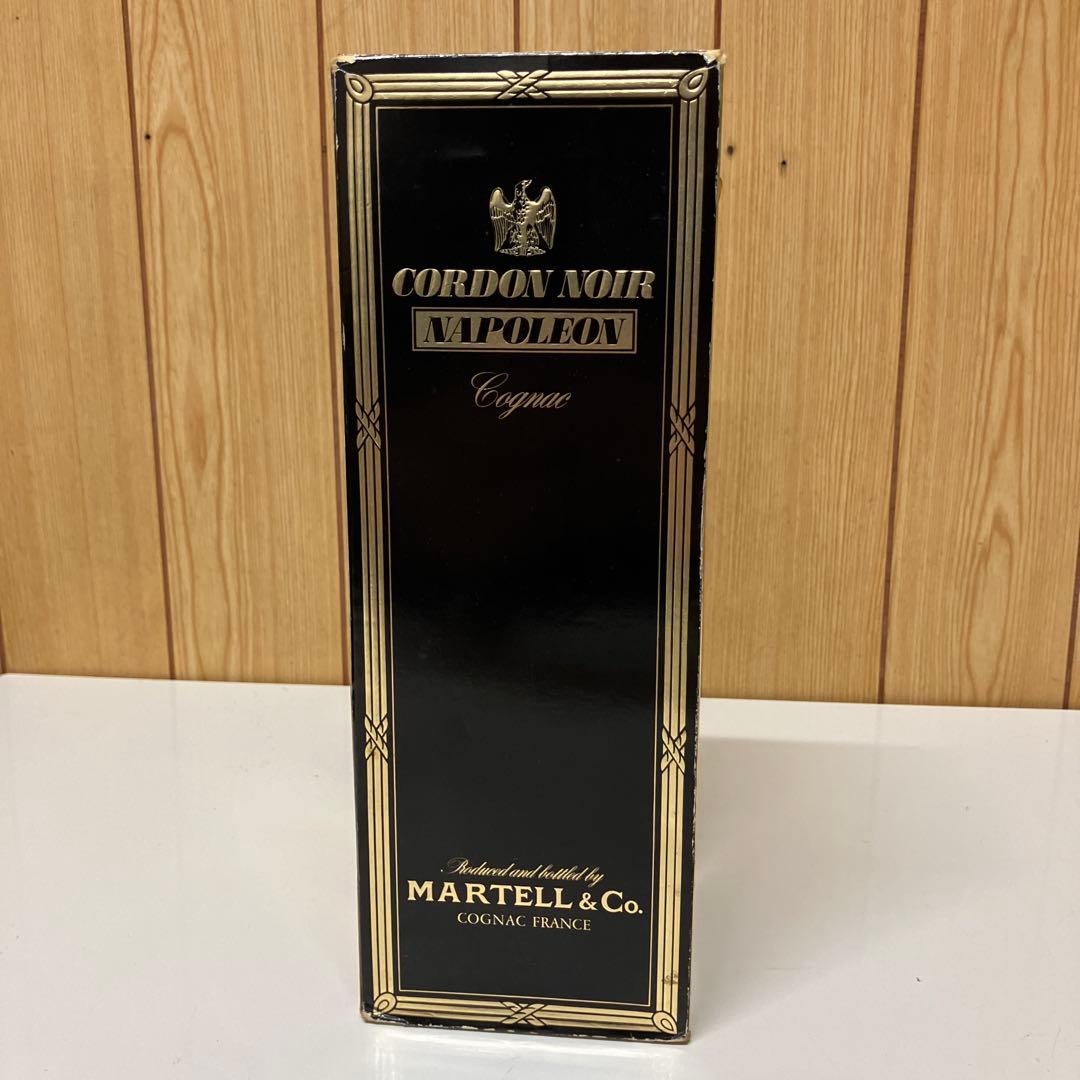 CORDON NOIR
NAPOLEON
Cognac
Produced and bottled by
MARTELL & Co.
COGNAC FRANCE